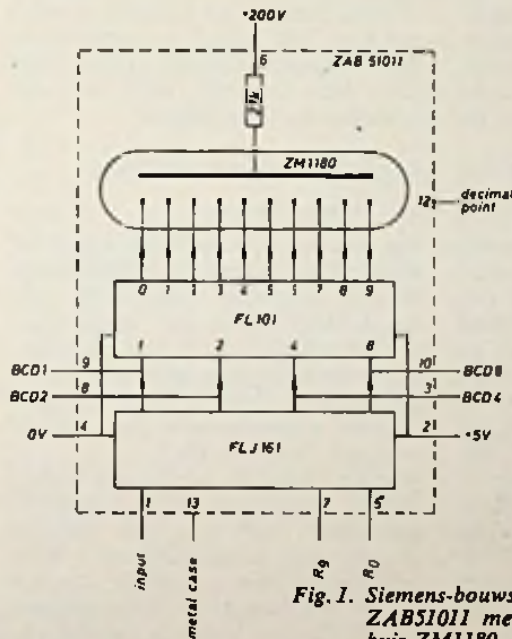 +200V
6
ZAB 51011
ZM1180
12
decimal
point
0 1 2 3 4 5 6 7 8 9
FL101
1 2 4 8
BCD1 9
10 BCD8
BCD2 8
3 BCD4
0V 4
2 +5V
FLJ161
1 13 7 5
input
metal case
R9
R0
Fig. 1. Siemens-bouws
ZAB51011 me
buis ZM1180